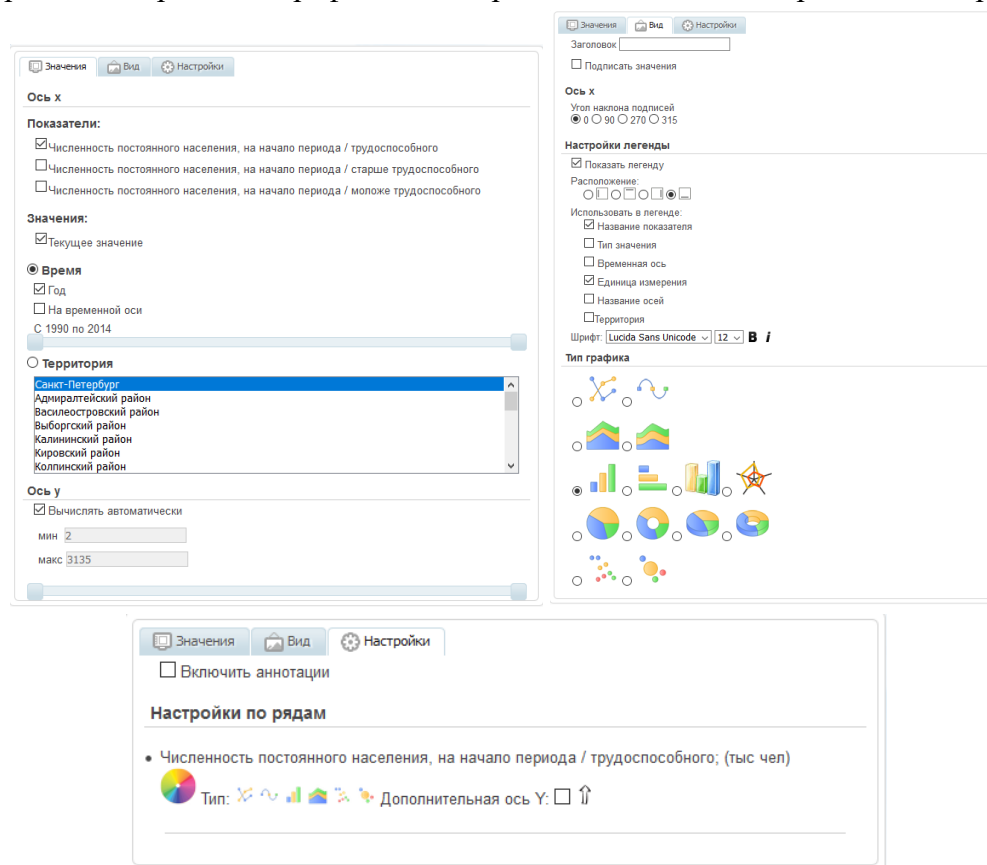 Значения Вид Настройки
Ось x
Показатели:
Численность постоянного населения, на начало периода / трудоспособного
Численность постоянного населения, на начало периода / старше трудоспособного
Численность постоянного населения, на начало периода / моложе трудоспособного
Значения:
Текущее значение
Время
Год
На временной оси
С 1990 по 2014
Территория
Санкт-Петербург
Адмиралтейский район
Василеостровский район
Выборгский район
Калининский район
Кировский район
Колпинский район
Ось y
Вычислять автоматически
мин 2
макс 3135
Значения Вид Настройки
Заголовок
Подписать значения
Ось x
Угол наклона подписей
0 90 270 315
Настройки легенды
Показать легенду
Расположение:
Использовать в легенде:
Название показателя
Тип значения
Временная ось
Единица измерения
Название осей
Территория
Шрифт: Lucida Sans Unicode 12 B i
Тип графика
Значения Вид Настройки
Включить аннотации
Настройки по рядам
• Численность постоянного населения, на начало периода / трудоспособного; (тыс чел)
Тип: Дополнительная ось Y: ⇧